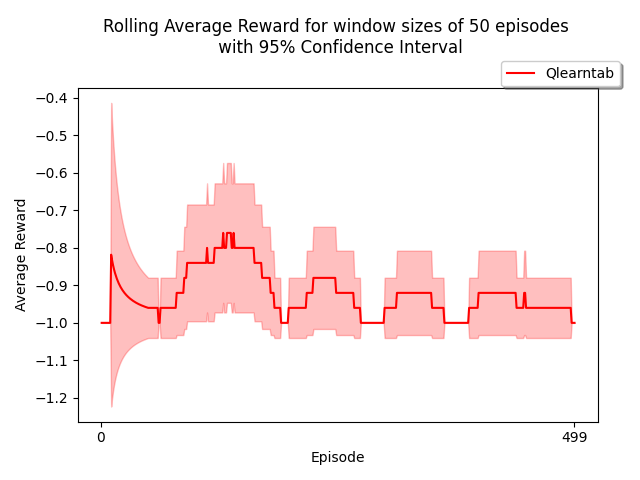 Rolling Average Reward for window sizes of 50 episodes
with 95% Confidence Interval
Qlearntab
−0.4
−0.5
−0.6
−0.7
−0.8
−0.9
−1.0
−1.1
−1.2
Average Reward
0
499
Episode